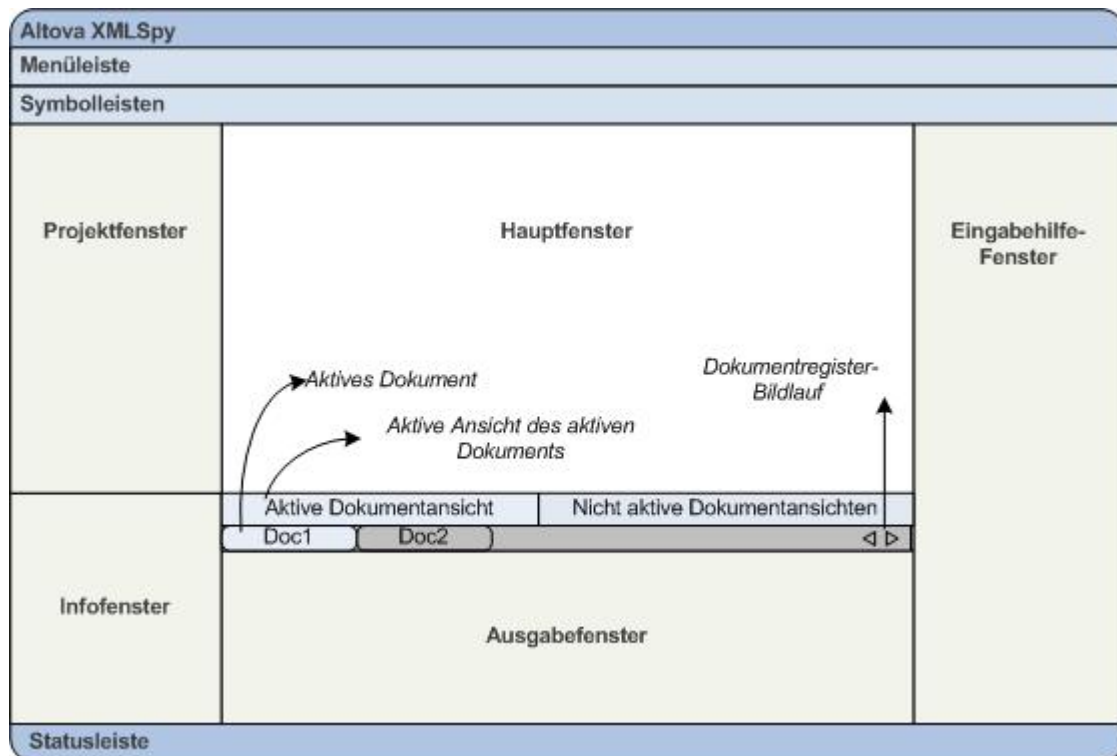 Altova XMLSpy
Menüleiste
Symbolleisten
Projektfenster
Hauptfenster
Eingabehilfe-
Fenster
Aktives Dokument
Dokumentregister-
Bildlauf
Aktive Ansicht des aktiven
Dokuments
Aktive Dokumentansicht
Nicht aktive Dokumentansichten
Doc1
Doc2
Infofenster
Ausgabefenster
Statusleiste